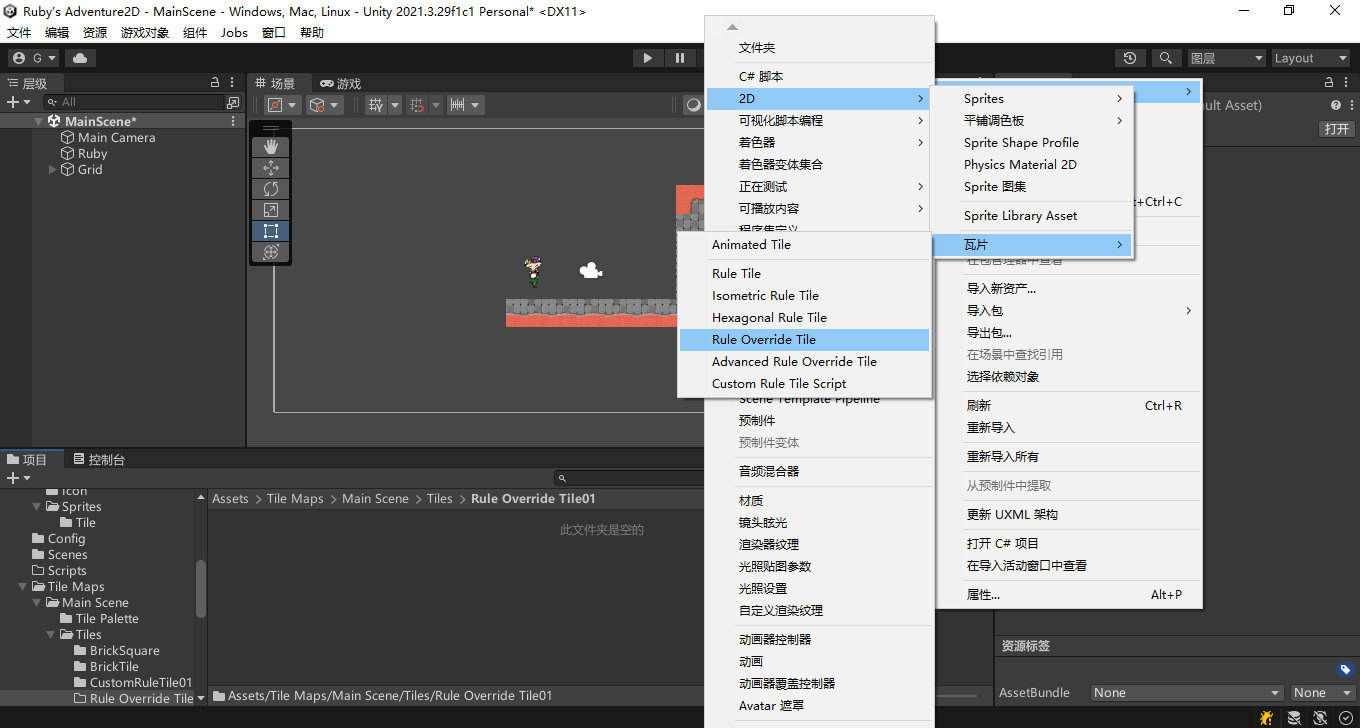 Ruby's Adventure2D - MainScene - Windows, Mac, Linux - Unity 2021.3.29f1c1 Personal* <DX11>
文件 编辑 资源 游戏对象 组件 Jobs 窗口 帮助
G
图层 Layout
层级
All
MainScene*
Main Camera
Ruby
Grid
场景 游戏
文件夹
C# 脚本
2D
可视化脚本编程
着色器
着色器变体集合
正在测试
可播放内容
程序集定义
Scene Template Pipeline
预制件
预制件变体
音频混合器
材质
镜头眩光
渲染器纹理
光照贴图参数
光照设置
自定义渲染纹理
动画器控制器
动画
动画器覆盖控制器
Avatar 遮罩
Sprites
平铺调色板
Sprite Shape Profile
Physics Material 2D
Sprite 图集
Sprite Library Asset
瓦片
Animated Tile
Rule Tile
Isometric Rule Tile
Hexagonal Rule Tile
Rule Override Tile
Advanced Rule Override Tile
Custom Rule Tile Script
+Ctrl+C
在包管理器中查看
导入新资产...
导入包
导出包...
在场景中查找引用
选择依赖对象
刷新 Ctrl+R
重新导入
重新导入所有
从预制件中提取
更新 UXML 架构
打开 C# 项目
在导入活动窗口中查看
属性... Alt+P
ult Asset)
打开
项目 控制台
Icon
Sprites
Tile
Config
Scenes
Scripts
Tile Maps
Main Scene
Tile Palette
Tiles
BrickSquare
BrickTile
CustomRuleTile01
Rule Override Tile
Assets > Tile Maps > Main Scene > Tiles > Rule Override Tile01
此文件夹是空的
Assets/Tile Maps/Main Scene/Tiles/Rule Override Tile01
资源标签
AssetBundle None None